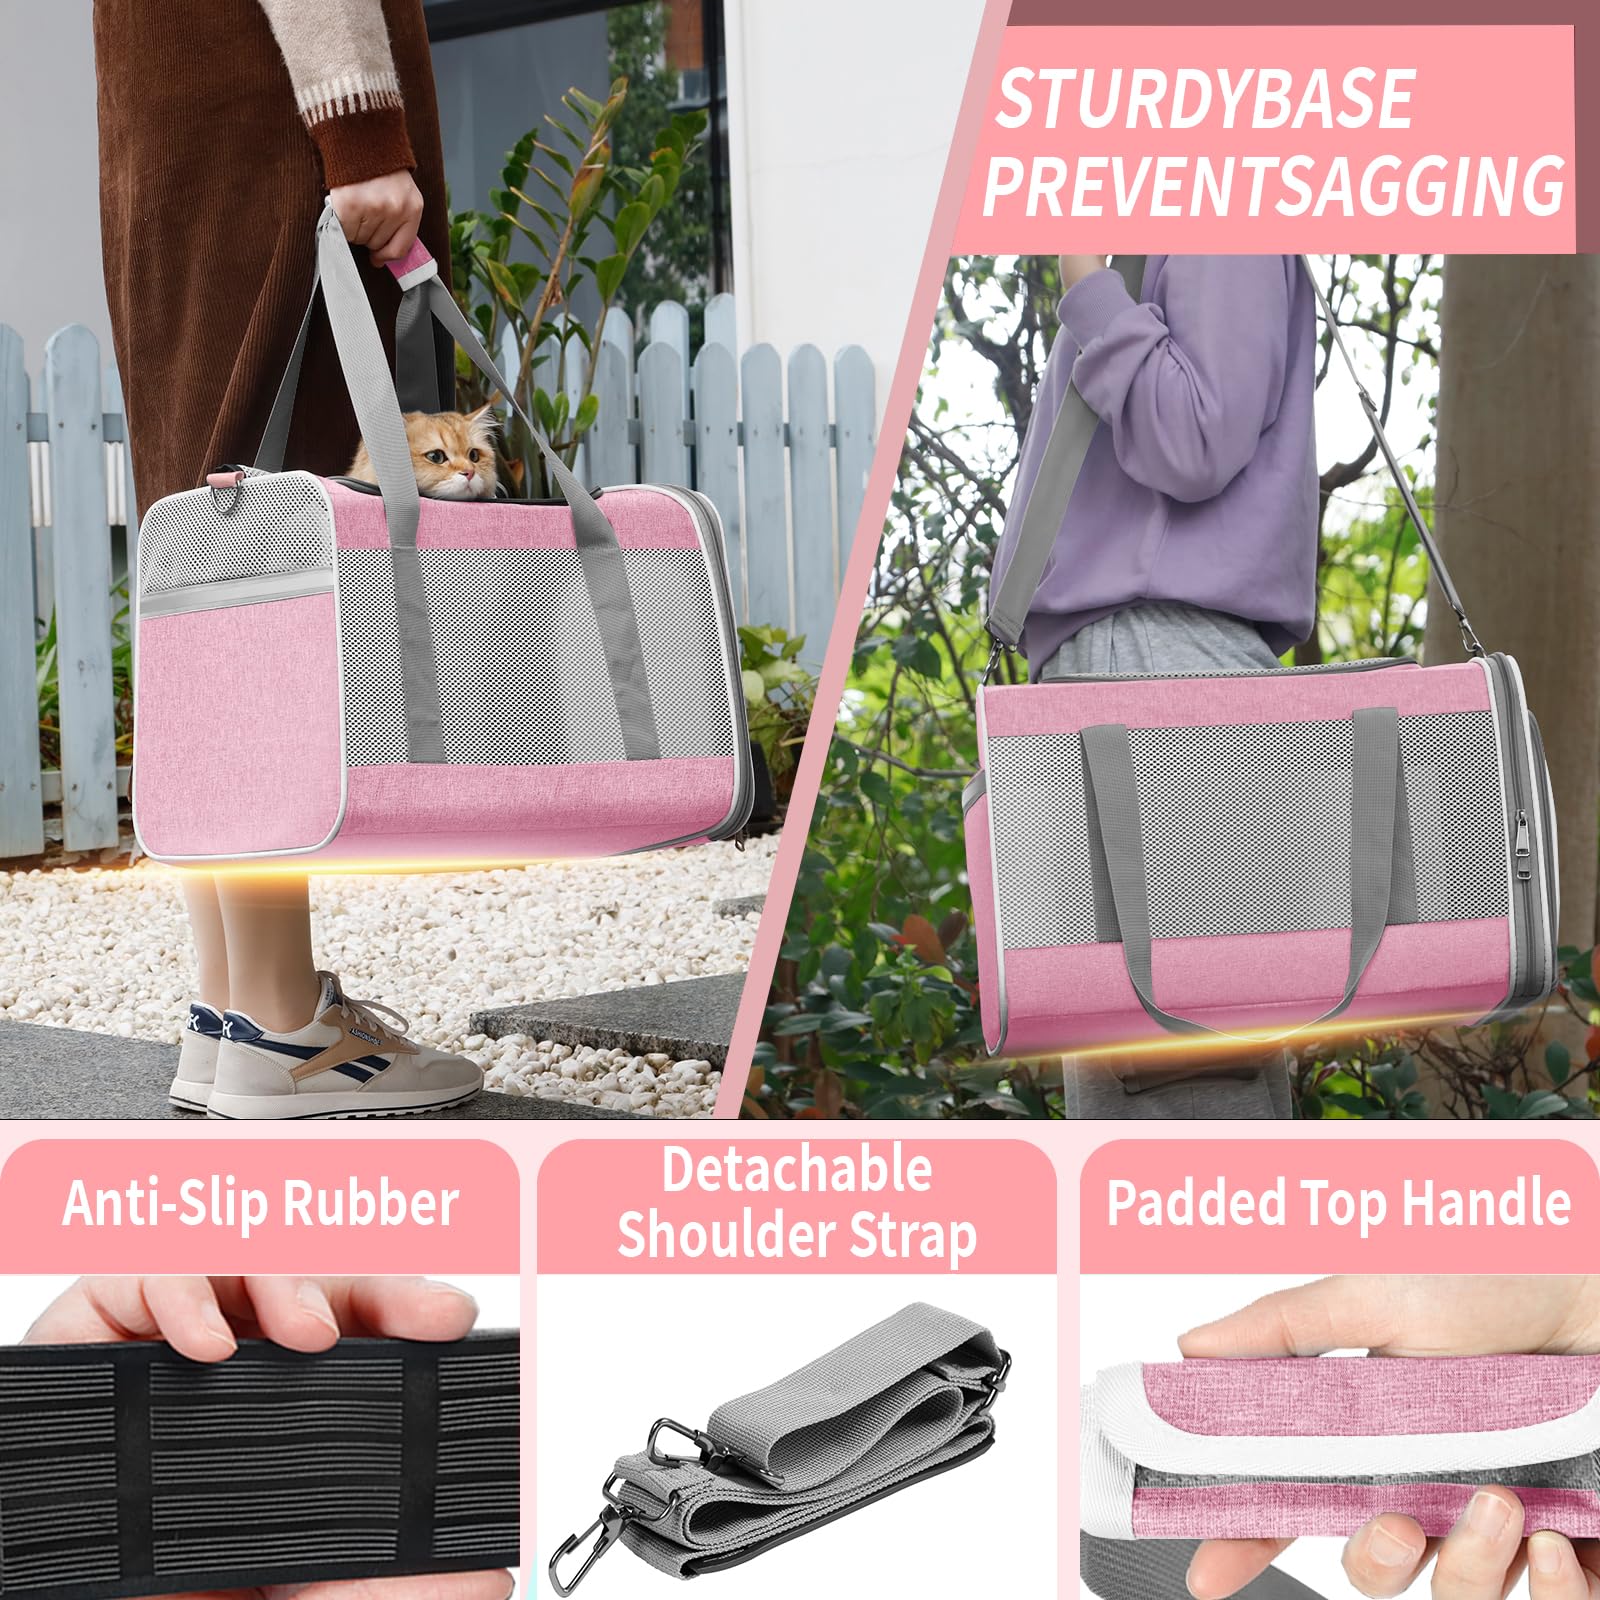 STURDYBASE
PREVENTSAGGING
Anti-Slip Rubber
Detachable
Shoulder Strap
Padded Top Handle